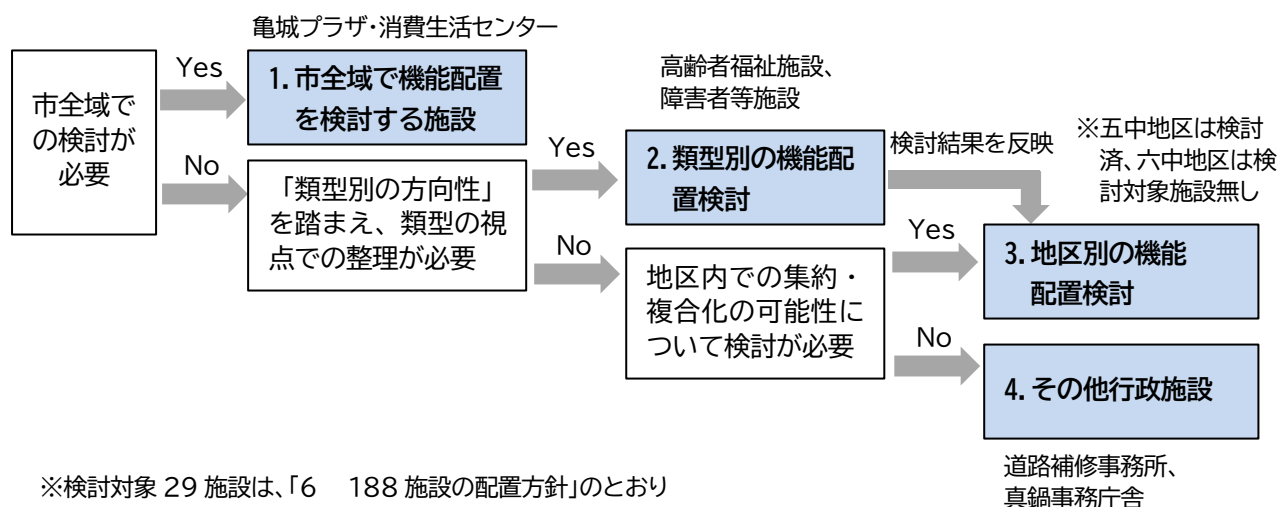 亀城プラザ・消費生活センター
市全域で
の検討が
必要
Yes
1. 市全域で機能配置
を検討する施設
No
「類型別の方向性」
を踏まえ、類型の視
点での整理が必要
高齢者福祉施設、
障害者等施設
Yes
2. 類型別の機能配
置検討
No
地区内での集約・
複合化の可能性に
ついて検討が必要
検討結果を反映
※五中地区は検討
済、六中地区は検
討対象施設無し
Yes
3. 地区別の機能
配置検討
No
4. その他行政施設
道路補修事務所、
真鍋事務庁舎
※検討対象 29 施設は、「6　188 施設の配置方針」のとおり